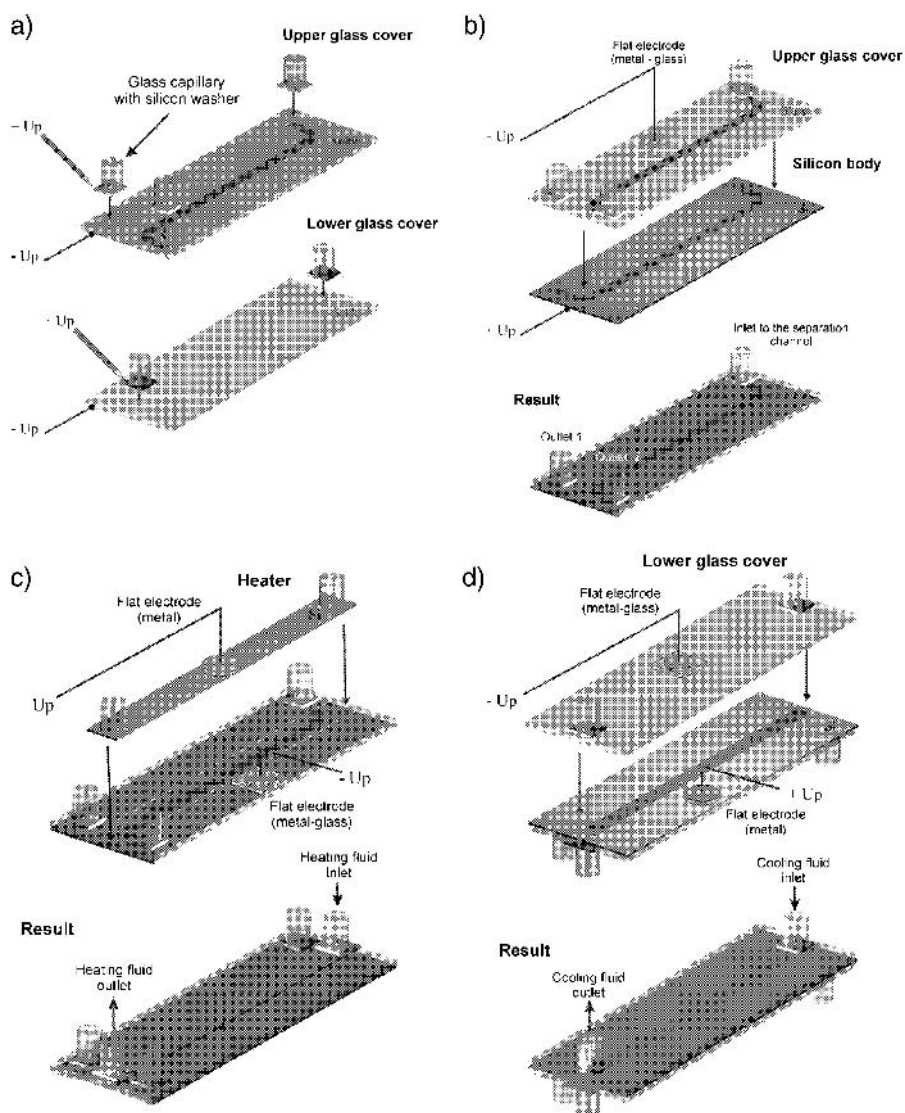 a)
Upper glass cover
Glass capillary
with silicon washer
– Up
- Up
Lower glass cover
- Up
- Up
b)
Flat electrode
(metal - glass)
Upper glass cover
- Up
Silicon body
+ Up
Inlet to the separation
channel
Result
Outlet 1
c)
Heater
Flat electrode
(metal)
Up
- Up
Flat electrode
(metal-glass)
Heating fluid
Inlet
Result
Heating fluid
outlet
d)
Lower glass cover
Flat electrode
(metal-glass)
- Up
+ Up
Flat electrode
(metal)
Cooling fluid
inlet
Result
Cooling fluid
outlet